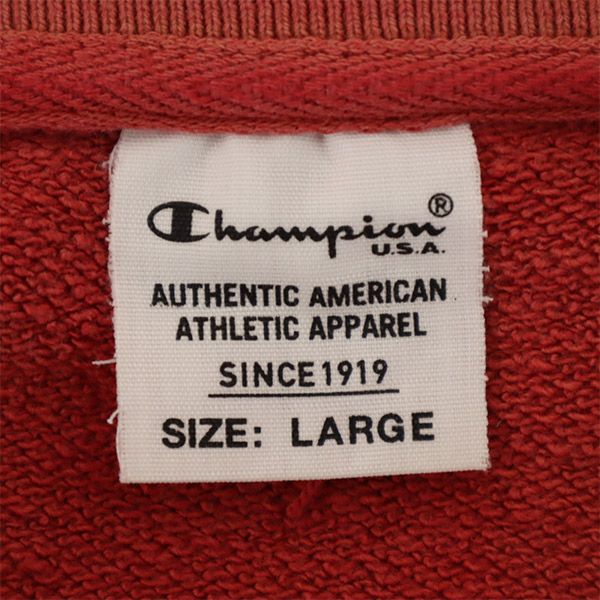 Champion®
U.S.A.
AUTHENTIC AMERICAN
ATHLETIC APPAREL
SINCE 1919
SIZE: LARGE